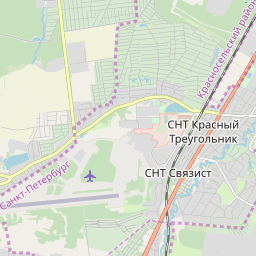 Красносельский район
СНТ Красный
Треугольник
СНТ Связист
Санкт-Петербург